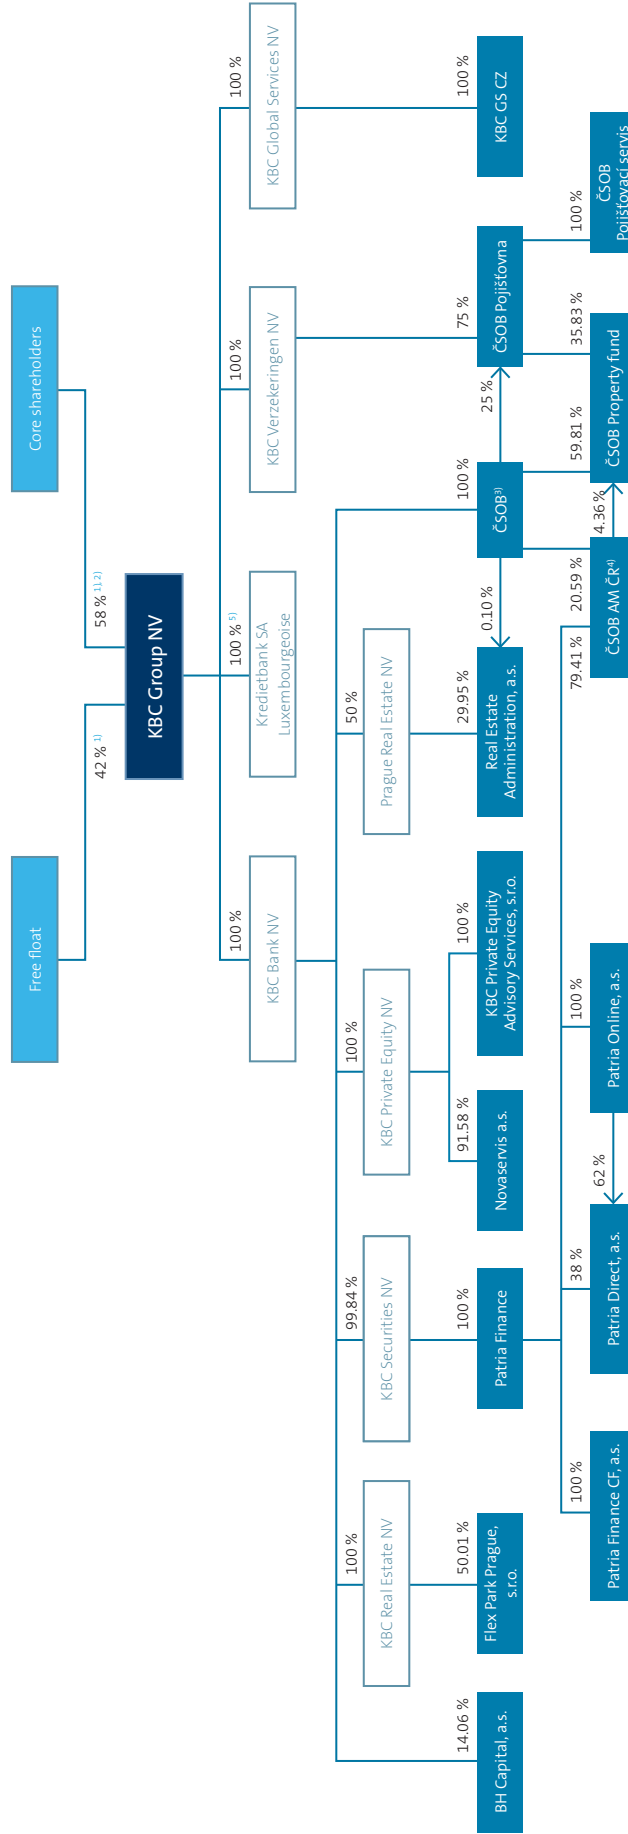 Free float
Core shareholders
42 % 1)
58 % 1), 2)
KBC Group NV
100 %
100 % 5)
100 %
100 %
KBC Bank NV
Kredietbank SA
Luxembourgeoise
KBC Verzekeringen NV
KBC Global Services NV
100 %
99.84 %
100 %
50 %
100 %
KBC Real Estate NV
KBC Securities NV
KBC Private Equity NV
Prague Real Estate NV
14.06 %
50.01 %
100 %
91.58 %
100 %
29.95 %
0.10 %
25 %
75 %
100 %
BH Capital, a.s.
Flex Park Prague,
s.r.o.
Patria Finance
Novaservis a.s.
KBC Private Equity
Advisory Services, s.r.o.
Real Estate
Administration, a.s.
ČSOB3)
ČSOB Pojišťovna
KBC GS CZ
100 %
38 %
62 %
100 %
79.41 %
20.59 %
4.36 %
59.81 %
35.83 %
100 %
Patria Finance CF, a.s.
Patria Direct, a.s.
Patria Online, a.s.
ČSOB AM ČR4)
ČSOB Property fund
ČSOB
Pojišťovací servis